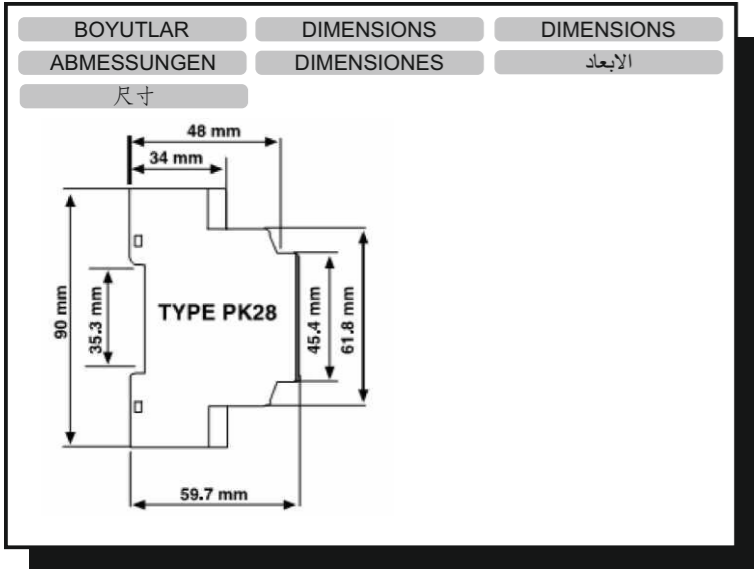 BOYUTLAR DIMENSIONS DIMENSIONS
ABMESSUNGEN DIMENSIONES الابعاد
尺寸
48 mm
34 mm
90 mm
35.3 mm
TYPE PK28
45.4 mm
61.8 mm
59.7 mm